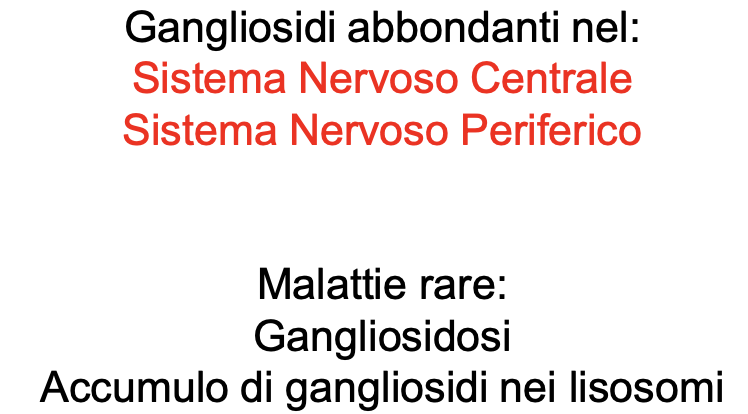 Gangliosidi abbondanti nel:
Sistema Nervoso Centrale
Sistema Nervoso Periferico
Malattie rare:
Gangliosidosi
Accumulo di gangliosidi nei lisosomi